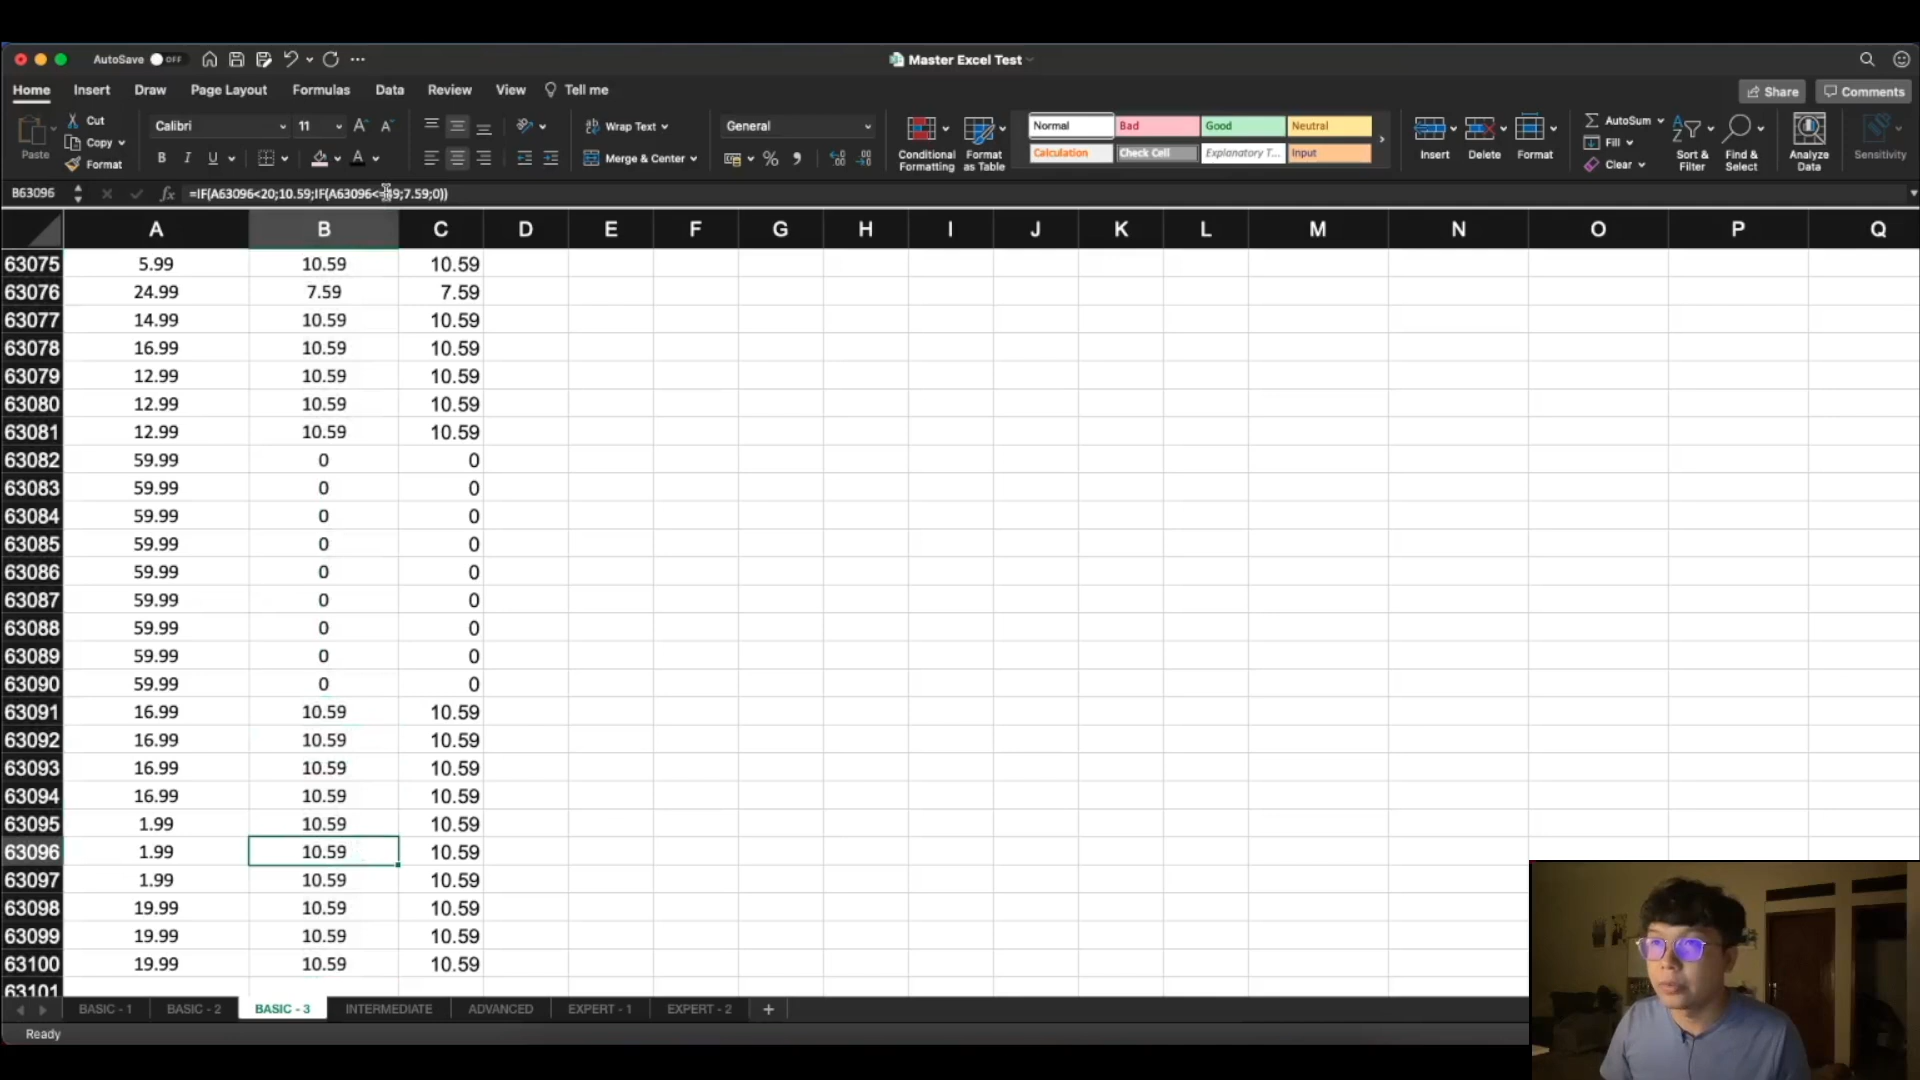 AutoSave OFF Master Excel Test
Home Insert Draw Page Layout Formulas Data Review View Tell me Share Comments
Paste Cut Copy Format Calibri 11 Wrap Text General Normal Bad Good Neutral AutoSum
B I U Merge & Center Conditional Formatting Format as Table Calculation Check Cell Explanatory T... Input Insert Delete Format Fill Clear Sort & Filter Find & Select Analyze Data Sensitivity
B63096 fx =IF(A63096<20;10.59;IF(A63096<=49;7.59;0))
A B C D E F G H I J K L M N O P Q
63075 5.99 10.59 10.59
63076 24.99 7.59 7.59
63077 14.99 10.59 10.59
63078 16.99 10.59 10.59
63079 12.99 10.59 10.59
63080 12.99 10.59 10.59
63081 12.99 10.59 10.59
63082 59.99 0 0
63083 59.99 0 0
63084 59.99 0 0
63085 59.99 0 0
63086 59.99 0 0
63087 59.99 0 0
63088 59.99 0 0
63089 59.99 0 0
63090 59.99 0 0
63091 16.99 10.59 10.59
63092 16.99 10.59 10.59
63093 16.99 10.59 10.59
63094 16.99 10.59 10.59
63095 1.99 10.59 10.59
63096 1.99 10.59 10.59
63097 1.99 10.59 10.59
63098 19.99 10.59 10.59
63099 19.99 10.59 10.59
63100 19.99 10.59 10.59
63101
BASIC - 1 BASIC - 2 BASIC - 3 INTERMEDIATE ADVANCED EXPERT - 1 EXPERT - 2 +
Ready